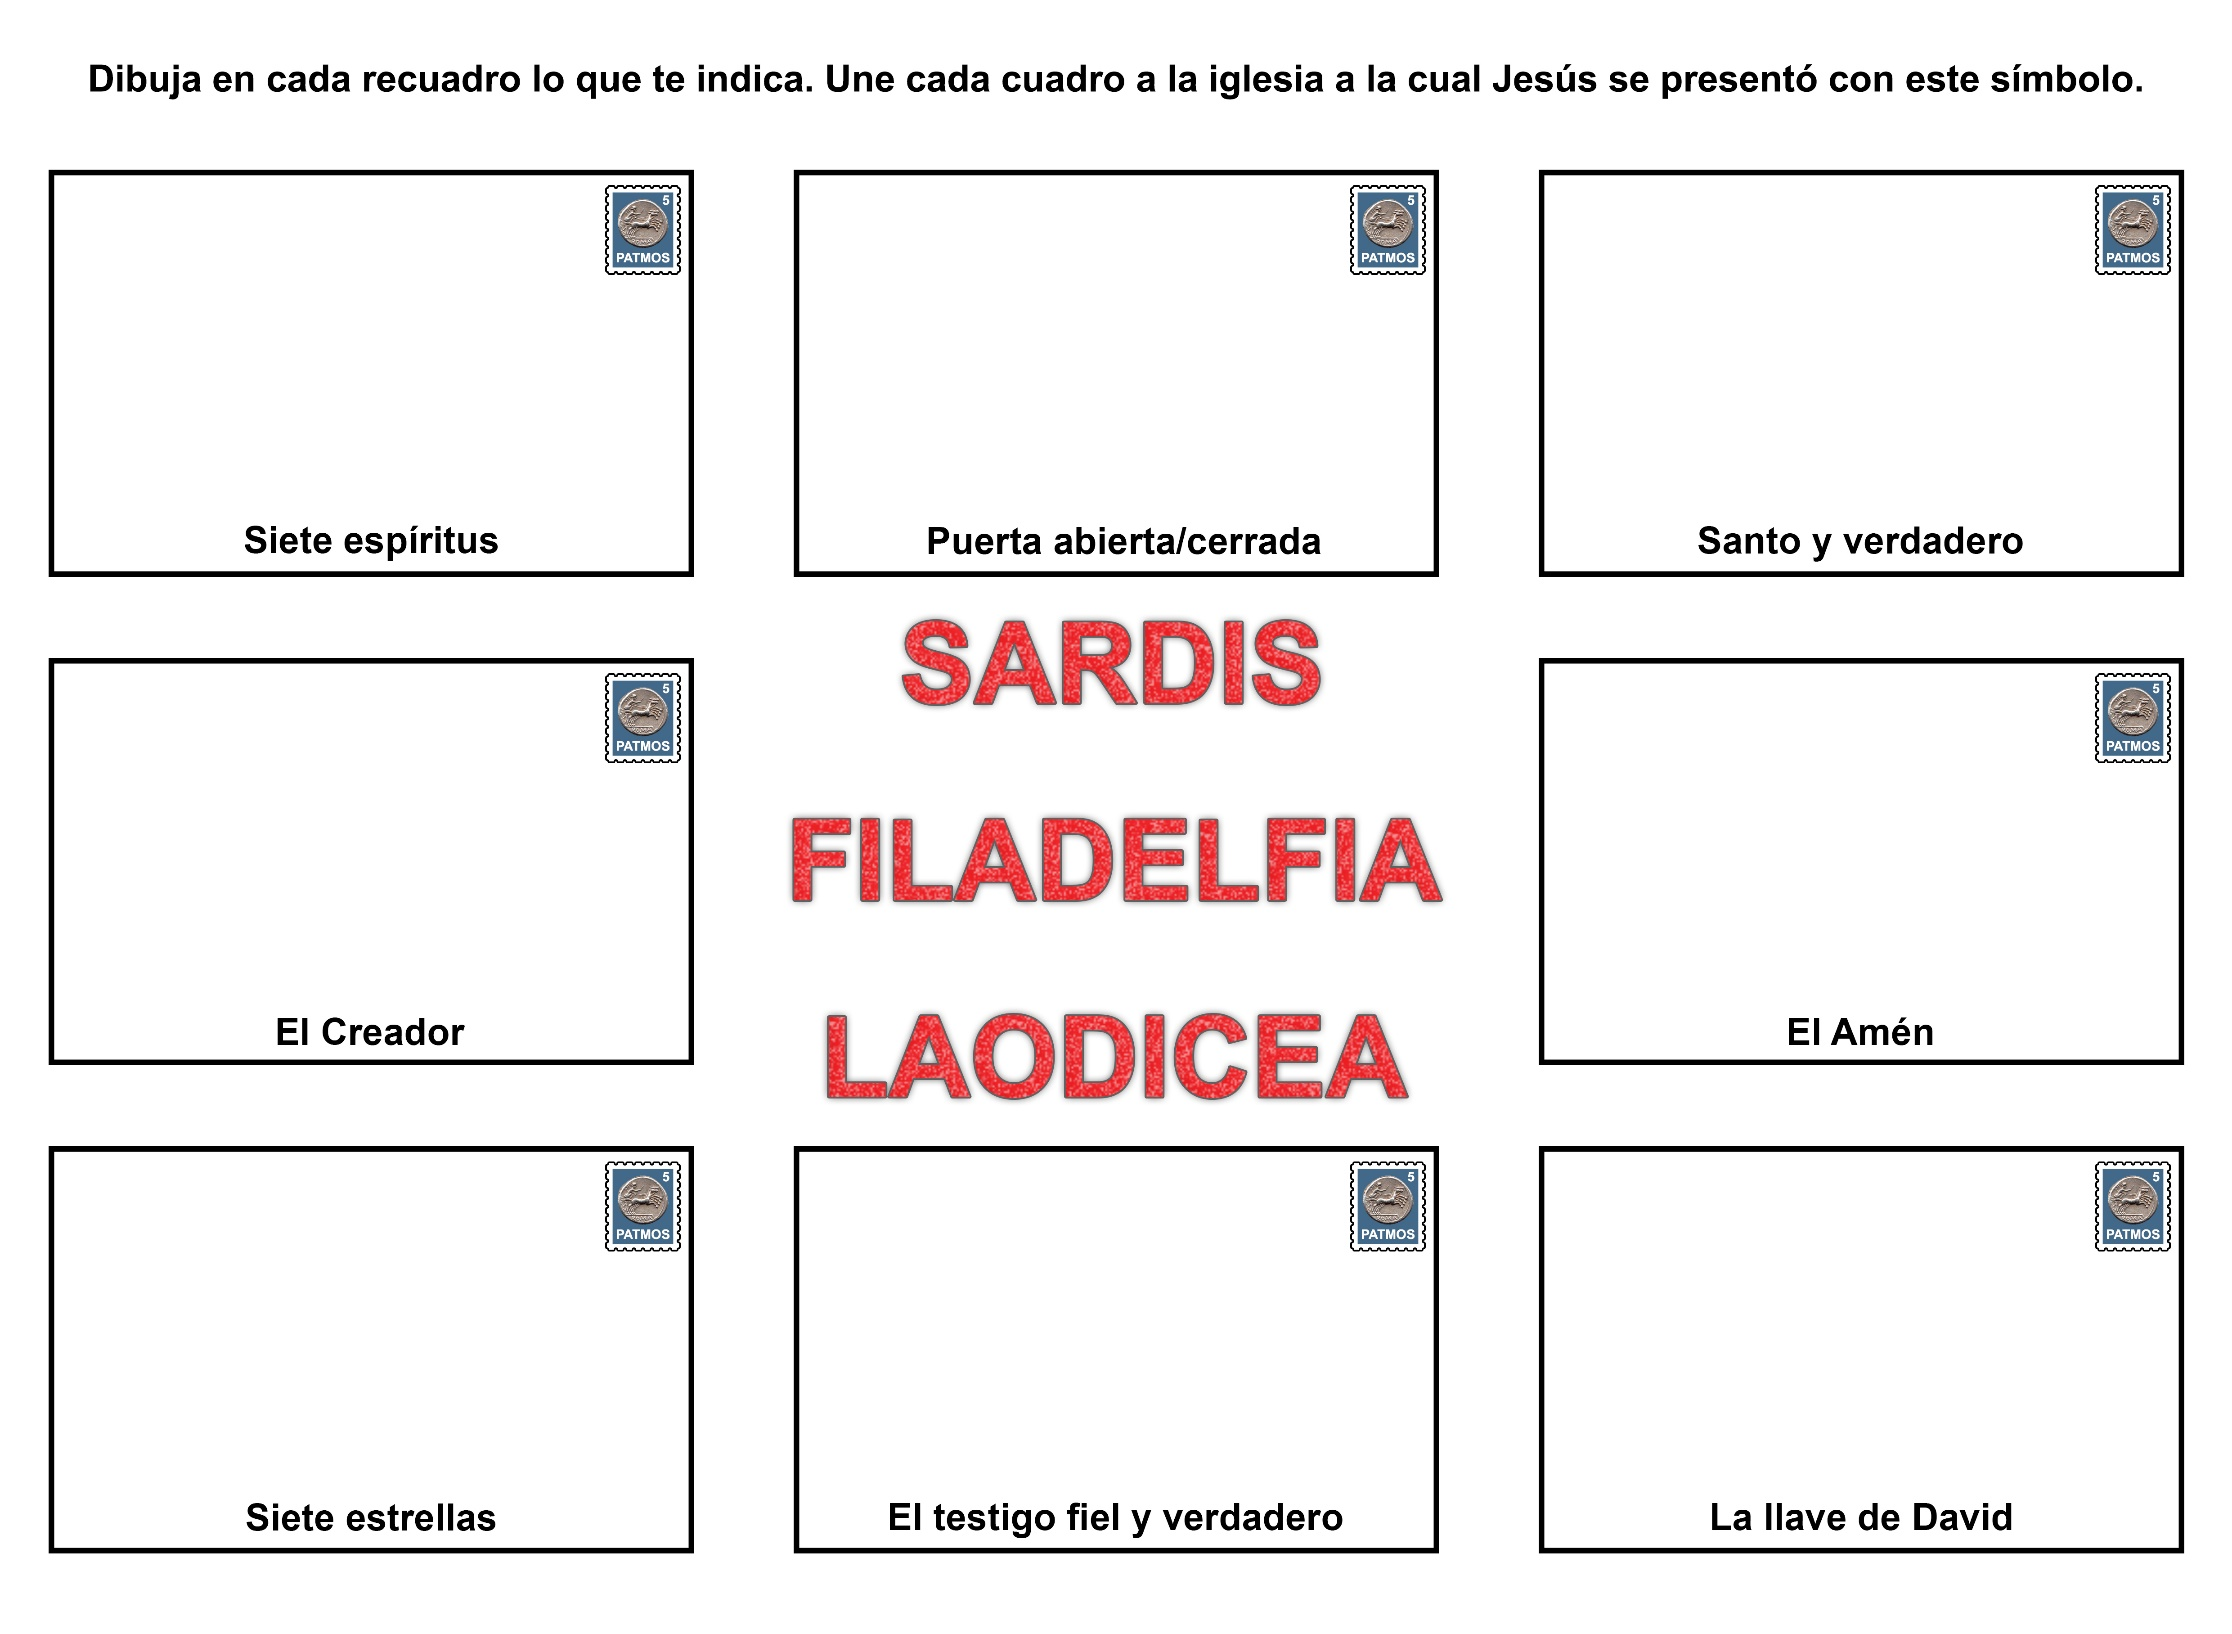 Dibuja en cada recuadro lo que te indica. Une cada cuadro a la iglesia a la cual Jesús se presentó con este símbolo.
5
PATMOS
Siete espíritus
5
PATMOS
Puerta abierta/cerrada
5
PATMOS
Santo y verdadero
SARDIS
5
PATMOS
El Creador
FILADELFIA
5
PATMOS
El Amén
LAODICEA
5
PATMOS
Siete estrellas
5
PATMOS
El testigo fiel y verdadero
5
PATMOS
La llave de David